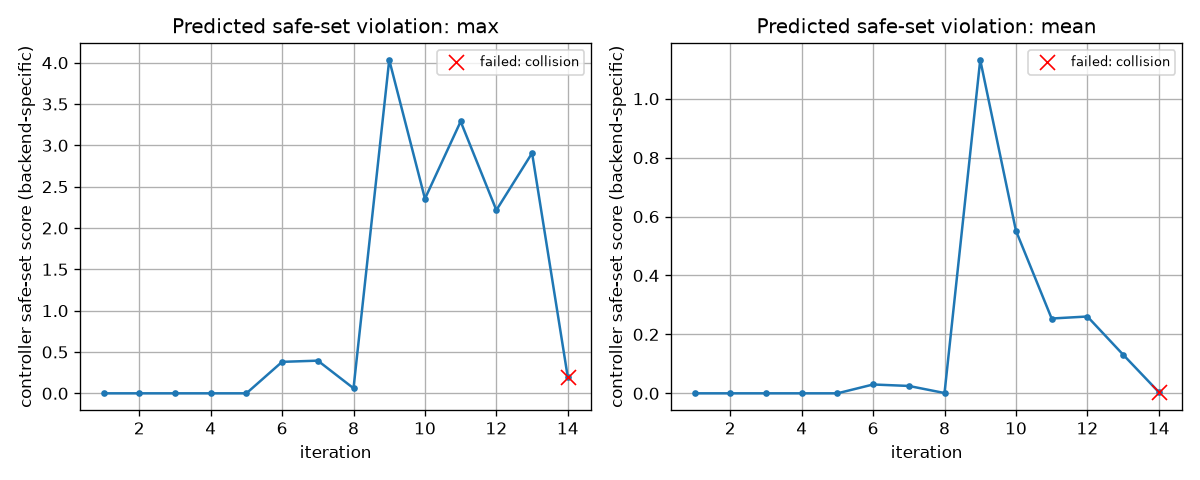 Predicted safe-set violation: max
controller safe-set score (backend-specific)
4.0
3.5
3.0
2.5
2.0
1.5
1.0
0.5
0.0
failed: collision
2 4 6 8 10 12 14
iteration
Predicted safe-set violation: mean
controller safe-set score (backend-specific)
1.0
0.8
0.6
0.4
0.2
0.0
failed: collision
2 4 6 8 10 12 14
iteration